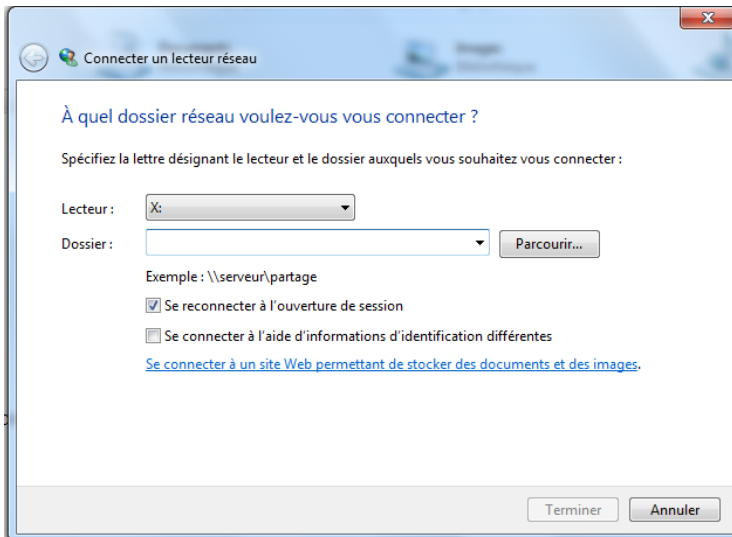 Connecter un lecteur réseau
À quel dossier réseau voulez-vous vous connecter ?
Spécifiez la lettre désignant le lecteur et le dossier auxquels vous souhaitez vous connecter :
Lecteur : X:
Dossier : Parcourir...
Exemple : \\serveur\partage
Se reconnecter à l'ouverture de session
Se connecter à l'aide d'informations d'identification différentes
Se connecter à un site Web permettant de stocker des documents et des images.
Terminer Annuler